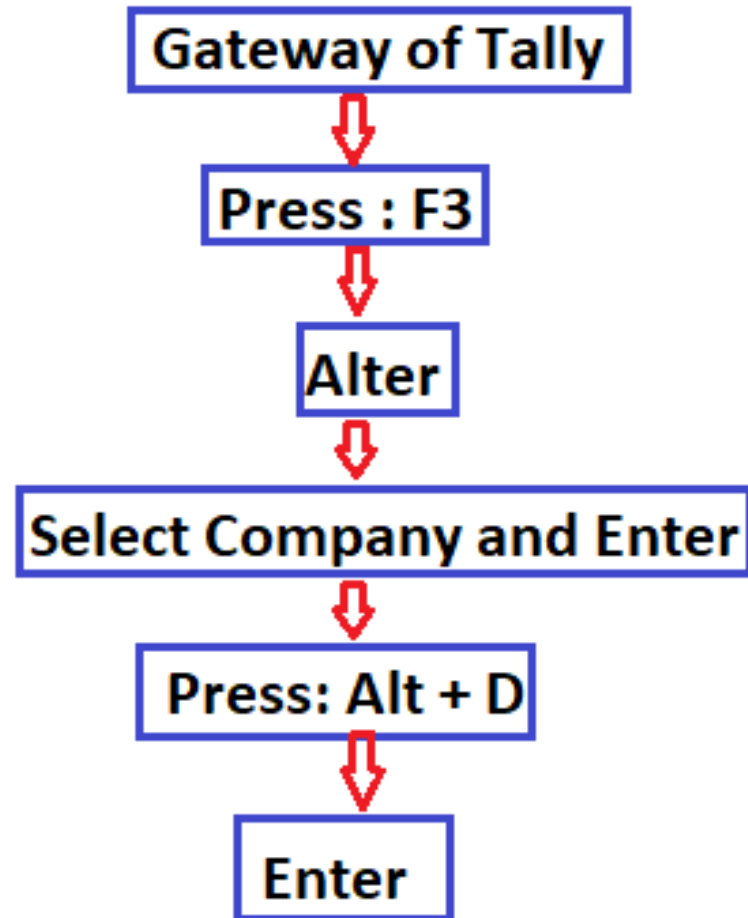 Gateway of Tally
Press : F3
Alter
Select Company and Enter
Press: Alt + D
Enter